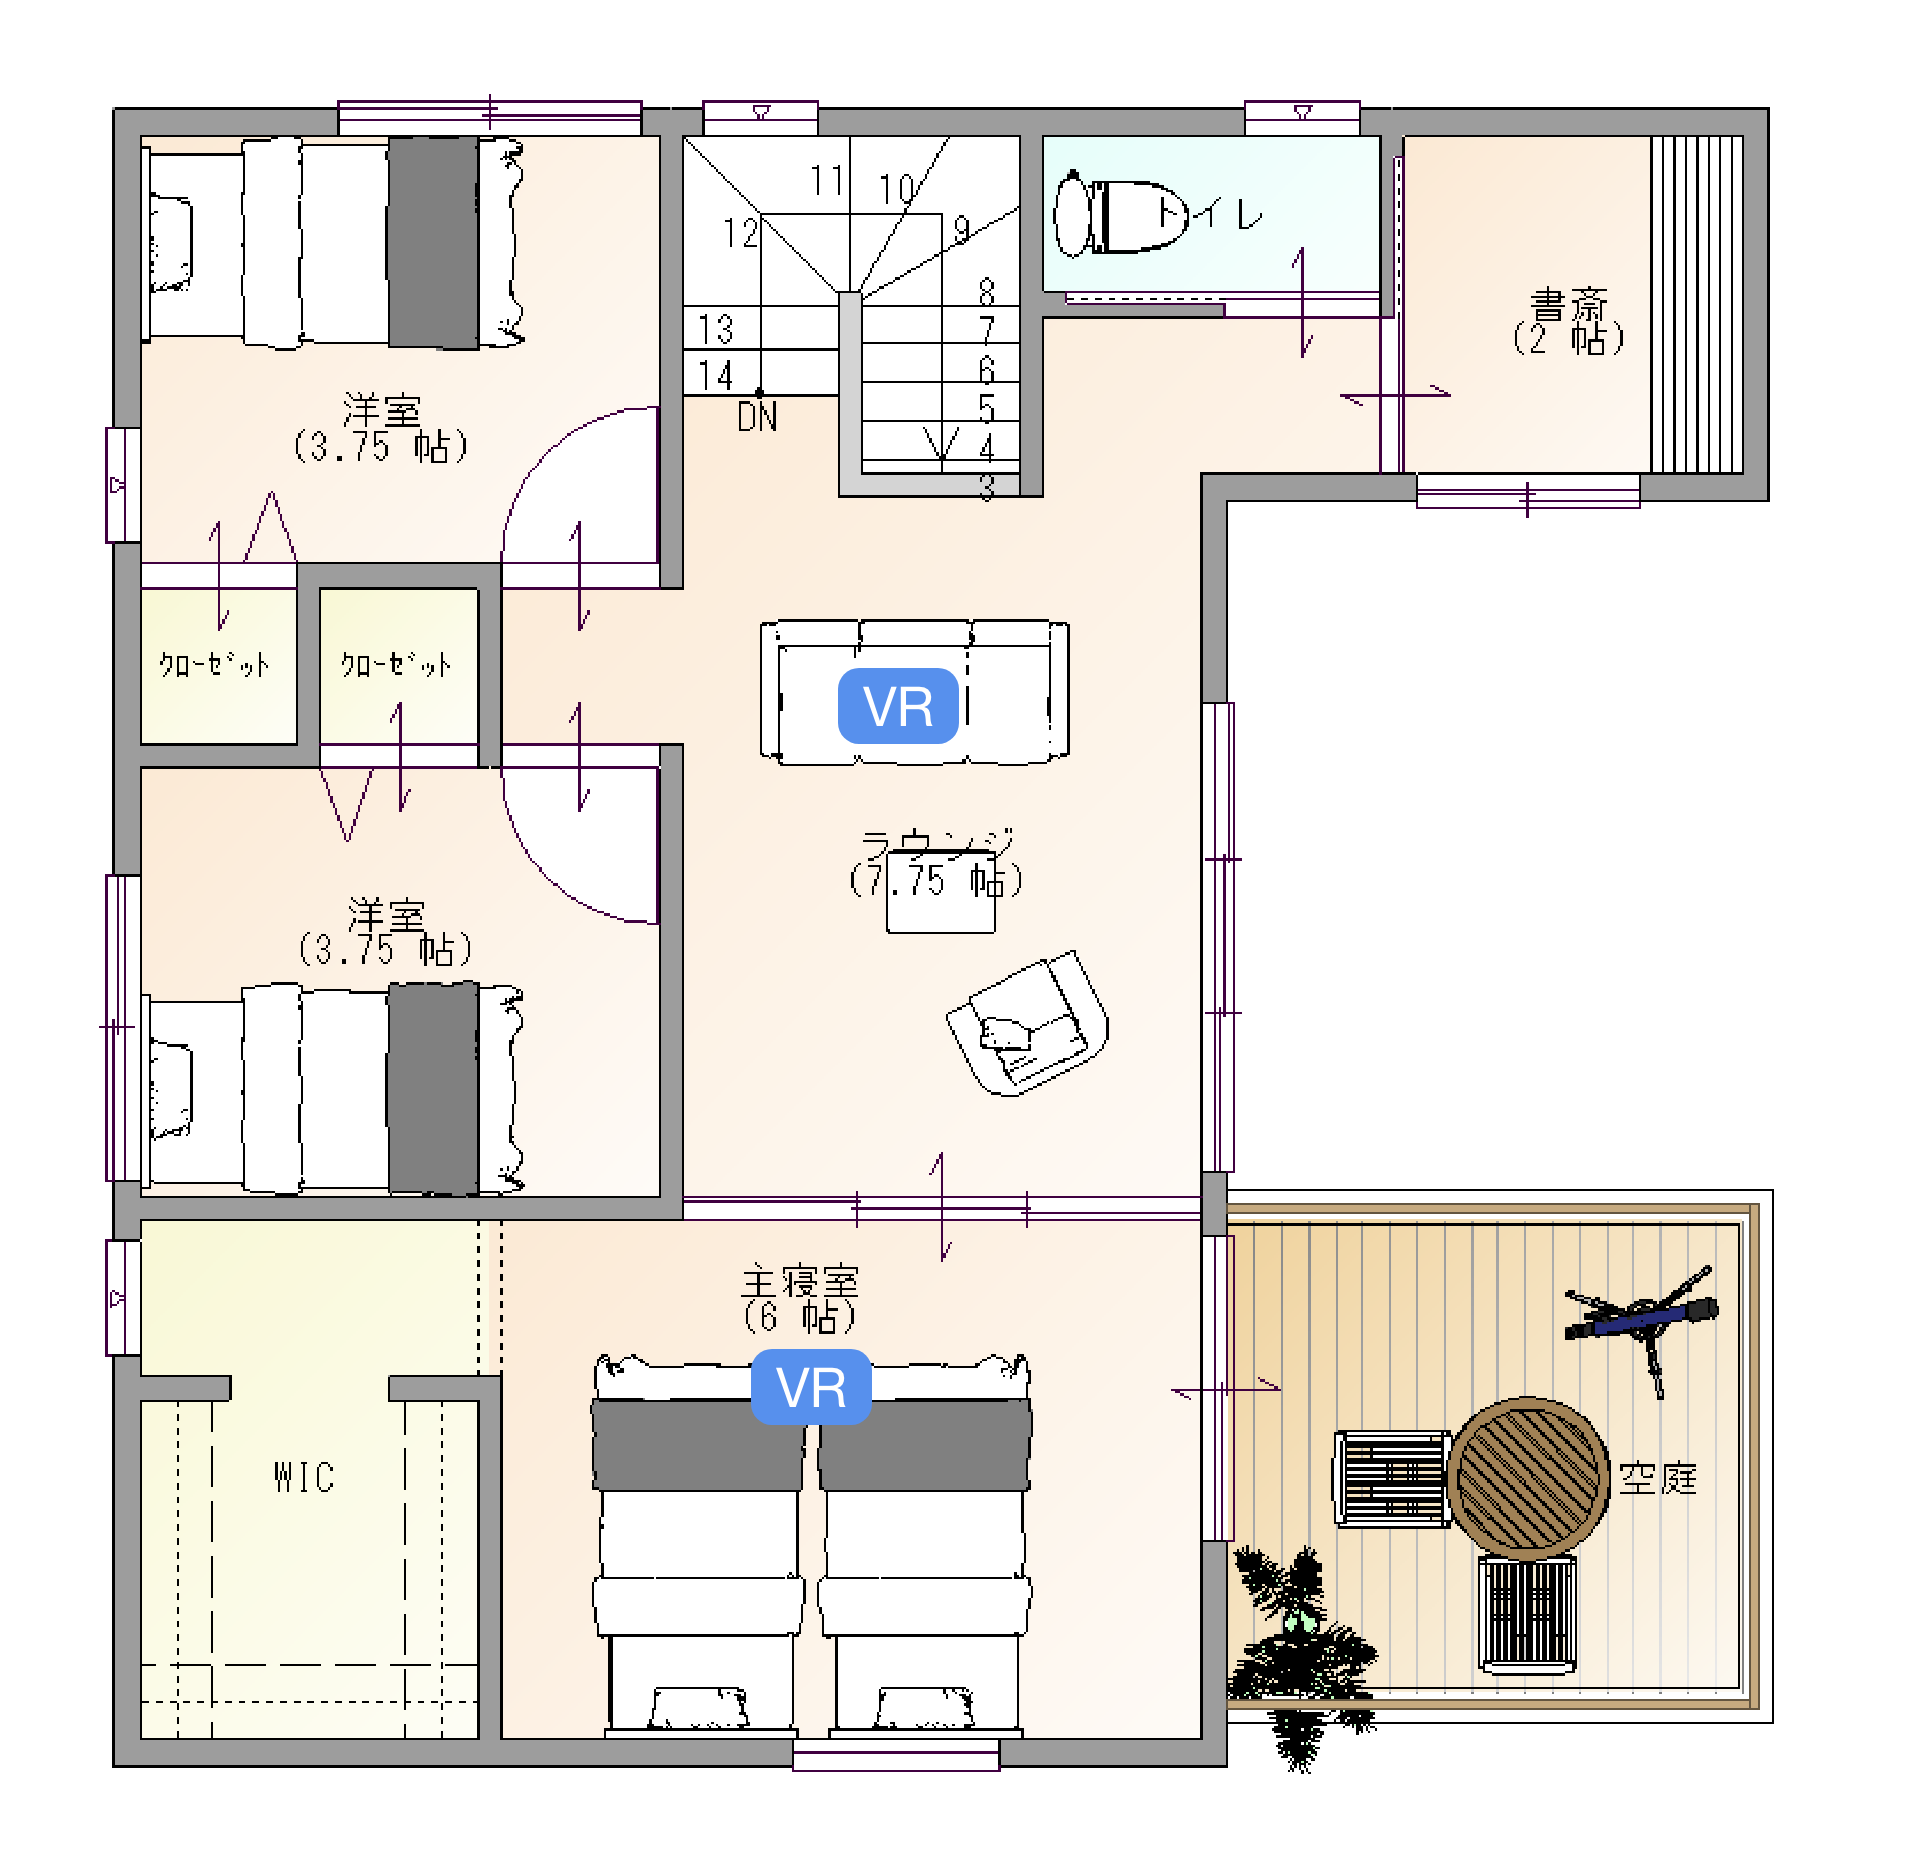 11
10
12
9
トイレ
8
書斎
13
7
(2 帖)
14
6
洋室
DN
5
(3.75 帖)
4
3
クローゼット
クローゼット
VR
ラウンジ
(7.75 帖)
洋室
(3.75 帖)
主寝室
(6 帖)
VR
WIC
空庭